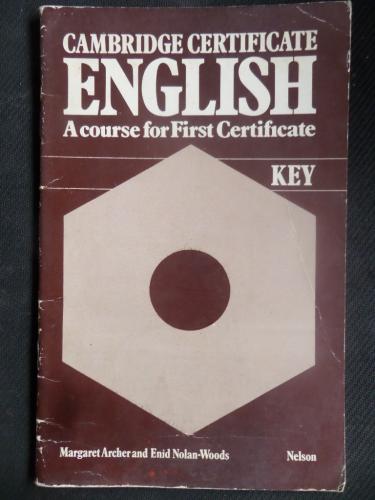 CAMBRIDGE CERTIFICATE
ENGLISH
A course for First Certificate
KEY
Margaret Archer and Enid Nolan-Woods Nelson